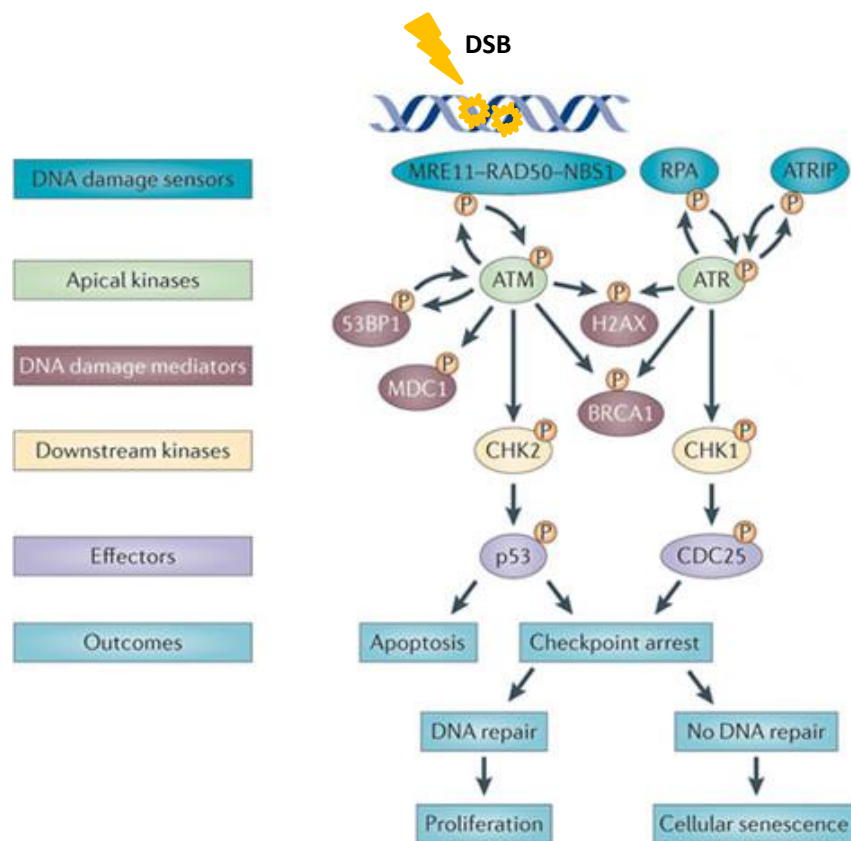 DSB
DNA damage sensors
MRE11–RAD50–NBS1
RPA
ATRIP
P
P
P
Apical kinases
ATM
P
ATR
P
53BP1
P
H2AX
P
DNA damage mediators
MDC1
P
BRCA1
P
Downstream kinases
CHK2
P
CHK1
P
Effectors
p53
P
CDC25
P
Outcomes
Apoptosis
Checkpoint arrest
DNA repair
No DNA repair
Proliferation
Cellular senescence